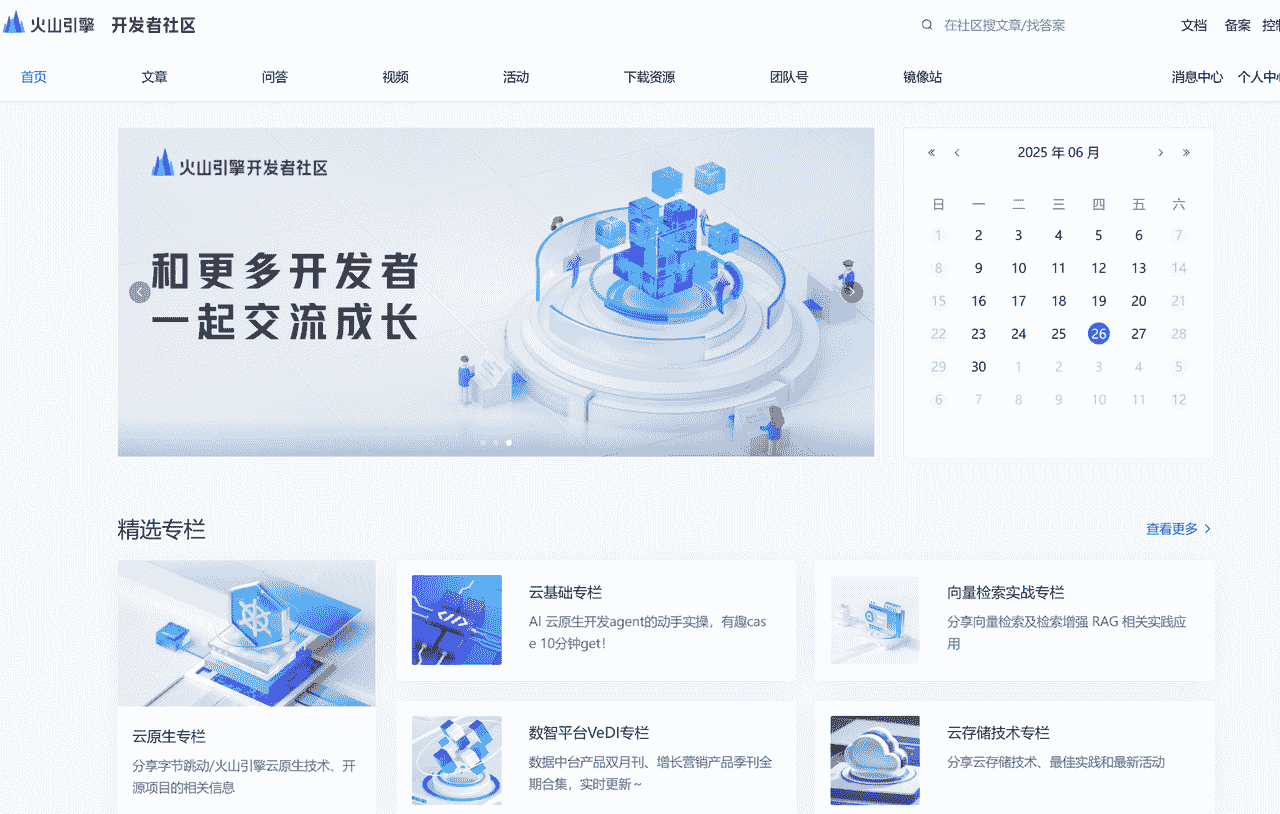 火山引擎 开发者社区
在社区搜文章/找答案
文档 备案
首页 文章 问答 视频 活动 下载资源 团队号 镜像站 消息中心 个人中心
火山引擎开发者社区
和更多开发者
一起交流成长
2025 年 06 月
日 一 二 三 四 五 六
1 2 3 4 5 6 7
8 9 10 11 12 13 14
15 16 17 18 19 20 21
22 23 24 25 26 27 28
29 30 1 2 3 4 5
6 7 8 9 10 11 12
精选专栏
查看更多
云原生专栏
分享字节跳动/火山引擎云原生技术、开
源项目的相关信息
云基础专栏
AI 云原生开发agent的动手实操，有趣cas
e 10分钟get！
向量检索实战专栏
分享向量检索及检索增强 RAG 相关实践应
用
数智平台VeDI专栏
数据中台产品双月刊、增长营销产品季刊全
期合集，实时更新~
云存储技术专栏
分享云存储技术、最佳实践和最新活动